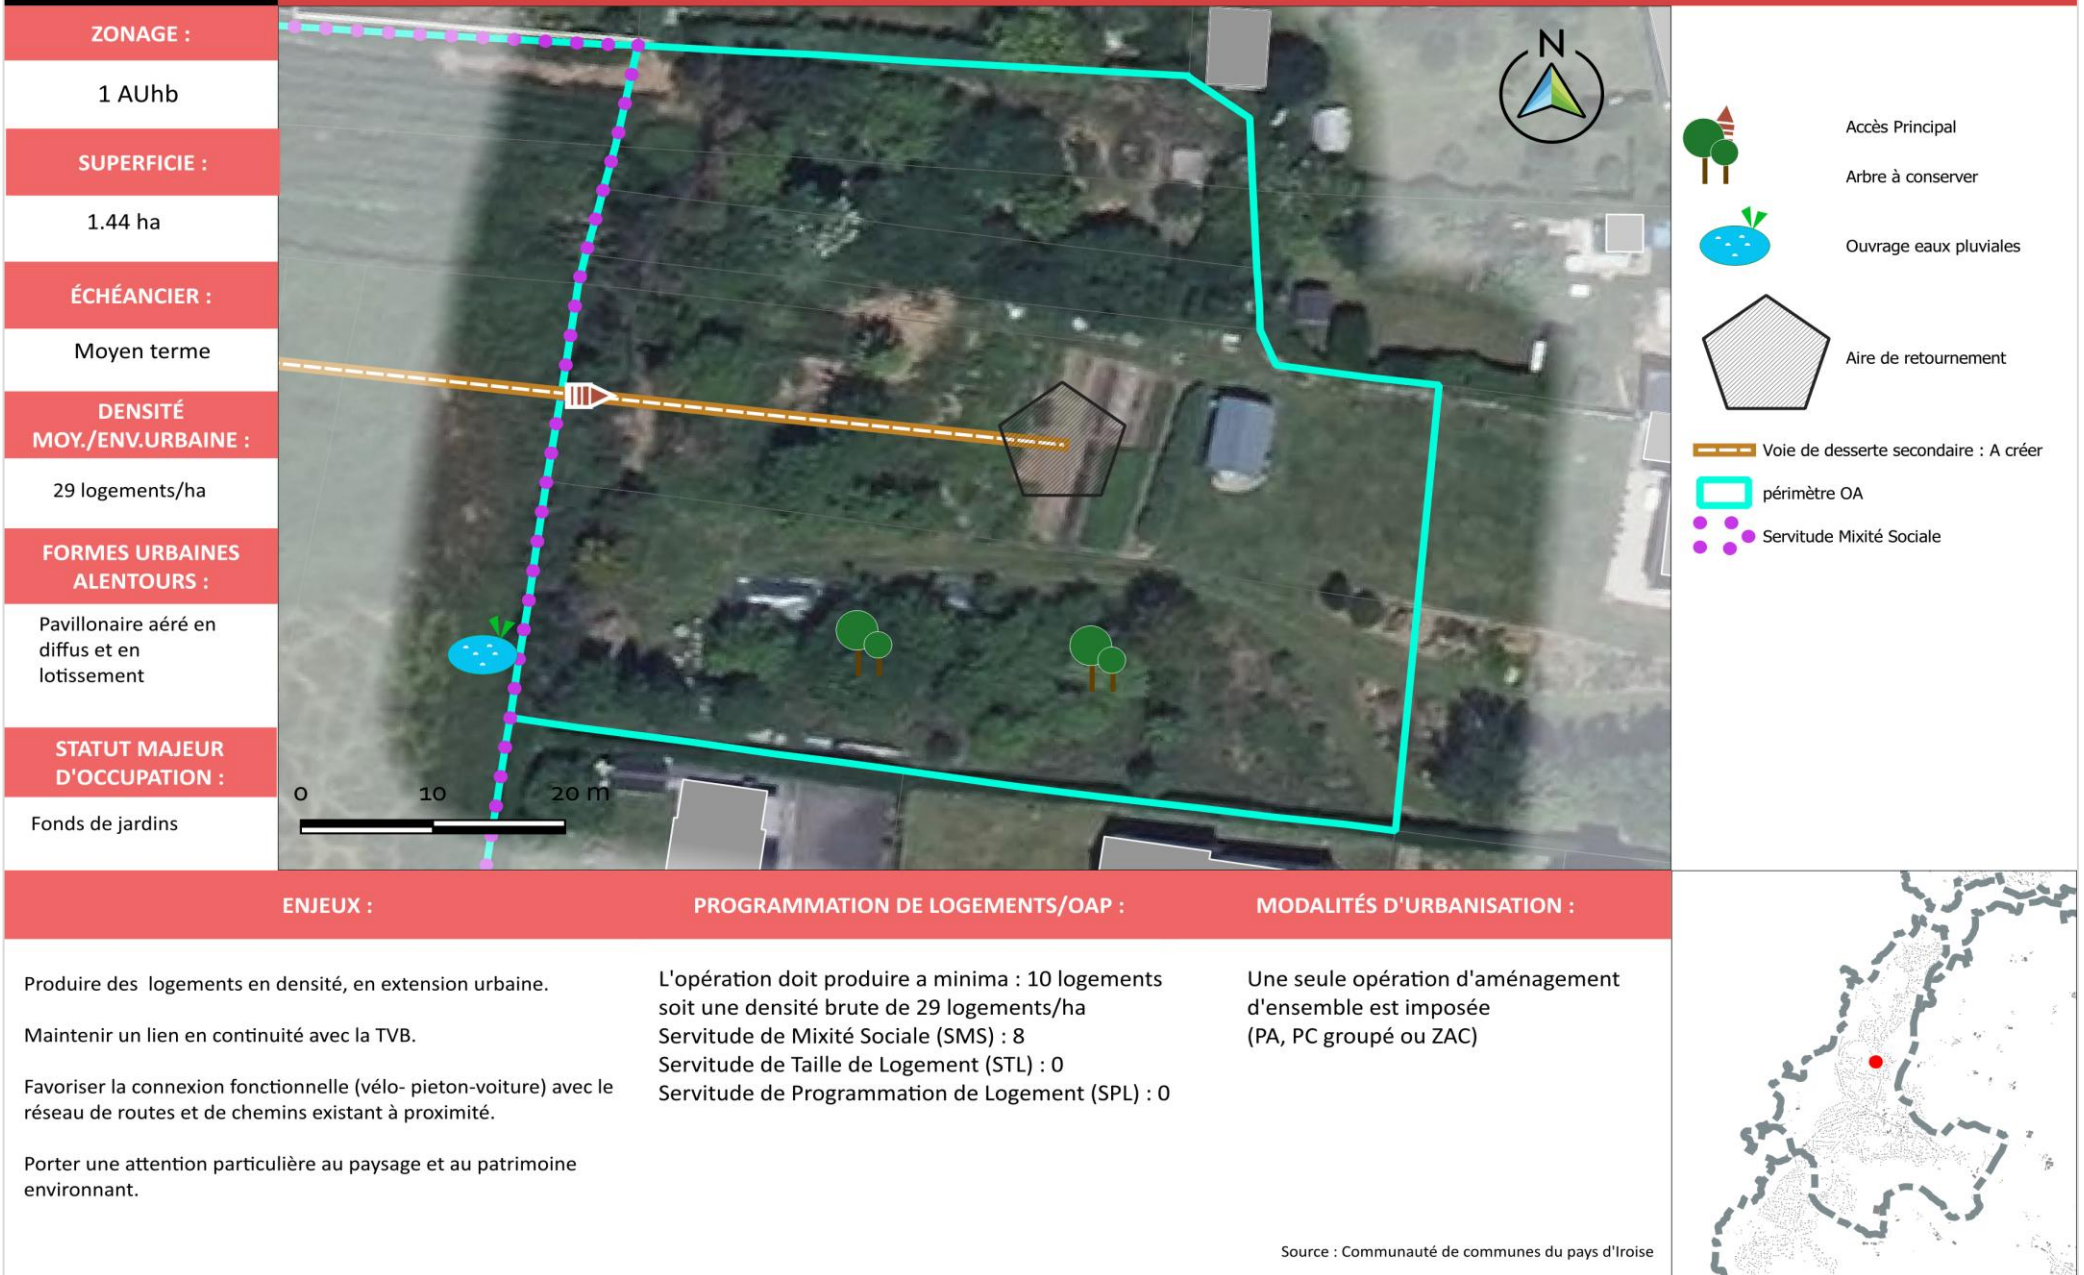 ZONAGE :
1 AUhb
SUPERFICIE :
1.44 ha
ÉCHÉANCIER :
Moyen terme
DENSITÉ
MOY./ENV.URBAINE :
29 logements/ha
FORMES URBAINES
ALENTOURS :
Pavillonaire aéré en
diffus et en
lotissement
STATUT MAJEUR
D'OCCUPATION :
Fonds de jardins
N
0 10 20 m
Accès Principal
Arbre à conserver
Ouvrage eaux pluviales
Aire de retournement
Voie de desserte secondaire : A créer
périmètre OA
Servitude Mixité Sociale
ENJEUX :
Produire des logements en densité, en extension urbaine.
Maintenir un lien en continuité avec la TVB.
Favoriser la connexion fonctionnelle (vélo- pieton-voiture) avec le
réseau de routes et de chemins existant à proximité.
Porter une attention particulière au paysage et au patrimoine
environnant.
PROGRAMMATION DE LOGEMENTS/OAP :
L'opération doit produire a minima : 10 logements
soit une densité brute de 29 logements/ha
Servitude de Mixité Sociale (SMS) : 8
Servitude de Taille de Logement (STL) : 0
Servitude de Programmation de Logement (SPL) : 0
MODALITÉS D'URBANISATION :
Une seule opération d'aménagement
d'ensemble est imposée
(PA, PC groupé ou ZAC)
Source : Communauté de communes du pays d'Iroise